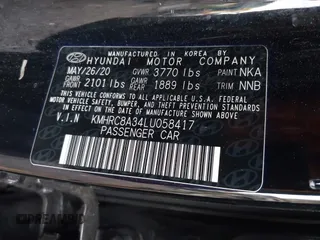 MANUFACTURED IN KOREA BY
HYUNDAI MOTOR COMPANY
MAY/26/20 GVWR 3770 lbs PAINT NKA
GAWR FRT 2101 lbs GAWR RR 1889 lbs TRIM NNB
THIS VEHICLE CONFORMS TO ALL APPLICABLE
U.S. FEDERAL MOTOR VEHICLE SAFETY, BUMPER,
AND THEFT PREVENTION STANDARDS IN EFFECT ON
THE DATE OF MANUFACTURE SHOWN ABOVE.
V.I.N KMHRC8A34LU058417
PASSENGER CAR